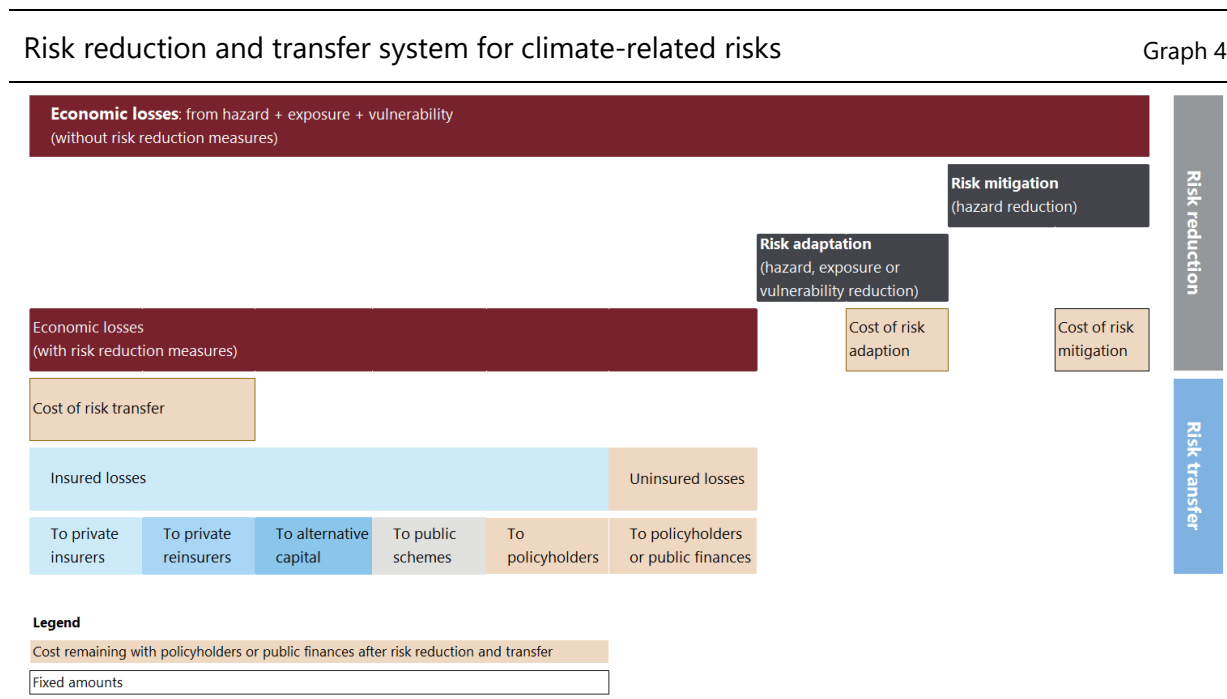 Risk reduction and transfer system for climate-related risks
Graph 4
Economic losses: from hazard + exposure + vulnerability
(without risk reduction measures)
Risk mitigation
(hazard reduction)
Risk reduction
Risk adaptation
(hazard, exposure or
vulnerability reduction)
Economic losses
(with risk reduction measures)
Cost of risk
adaption
Cost of risk
mitigation
Cost of risk transfer
Risk transfer
Insured losses
Uninsured losses
To private
insurers
To private
reinsurers
To alternative
capital
To public
schemes
To
policyholders
To policyholders
or public finances
Legend
Cost remaining with policyholders or public finances after risk reduction and transfer
Fixed amounts